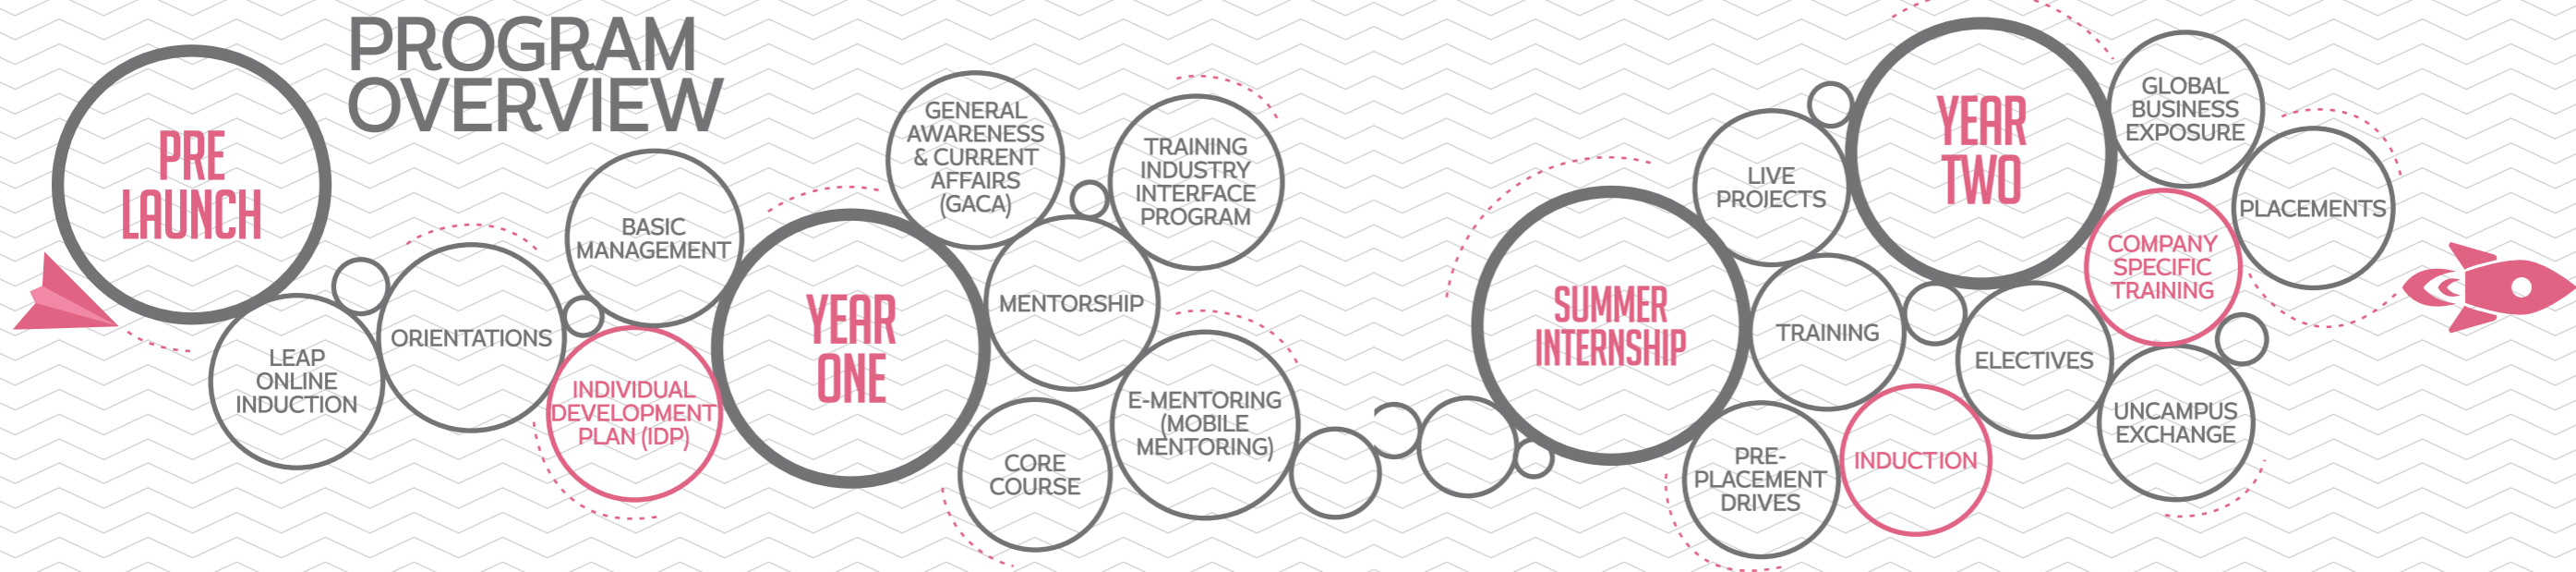 PROGRAM
OVERVIEW
PRE
LAUNCH
LEAP
ONLINE
INDUCTION
ORIENTATIONS
BASIC
MANAGEMENT
INDIVIDUAL
DEVELOPMENT
PLAN (IDP)
YEAR
ONE
GENERAL
AWARENESS
& CURRENT
AFFAIRS
(GACA)
TRAINING
INDUSTRY
INTERFACE
PROGRAM
MENTORSHIP
E-MENTORING
(MOBILE
MENTORING)
CORE
COURSE
SUMMER
INTERNSHIP
LIVE
PROJECTS
TRAINING
PRE-
PLACEMENT
DRIVES
INDUCTION
YEAR
TWO
ELECTIVES
GLOBAL
BUSINESS
EXPOSURE
PLACEMENTS
COMPANY
SPECIFIC
TRAINING
UNCAMPUS
EXCHANGE